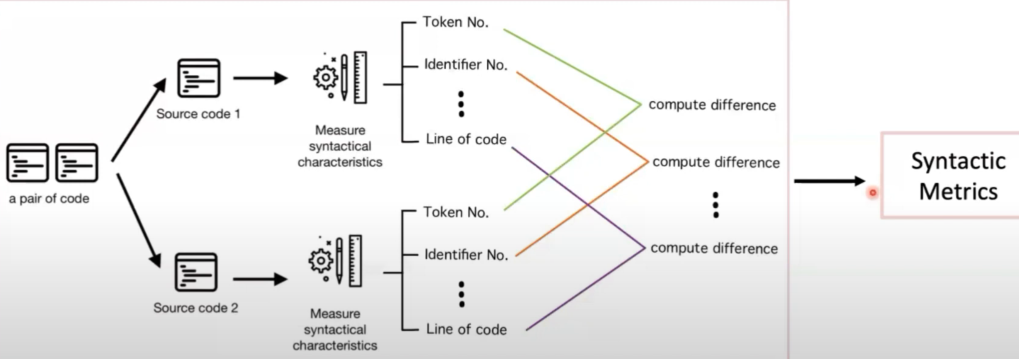 a pair of code
Source code 1
Measure
syntactical
characteristics
Token No.
Identifier No.
Line of code
Source code 2
Measure
syntactical
characteristics
Token No.
Identifier No.
Line of code
compute difference
compute difference
compute difference
Syntactic
Metrics